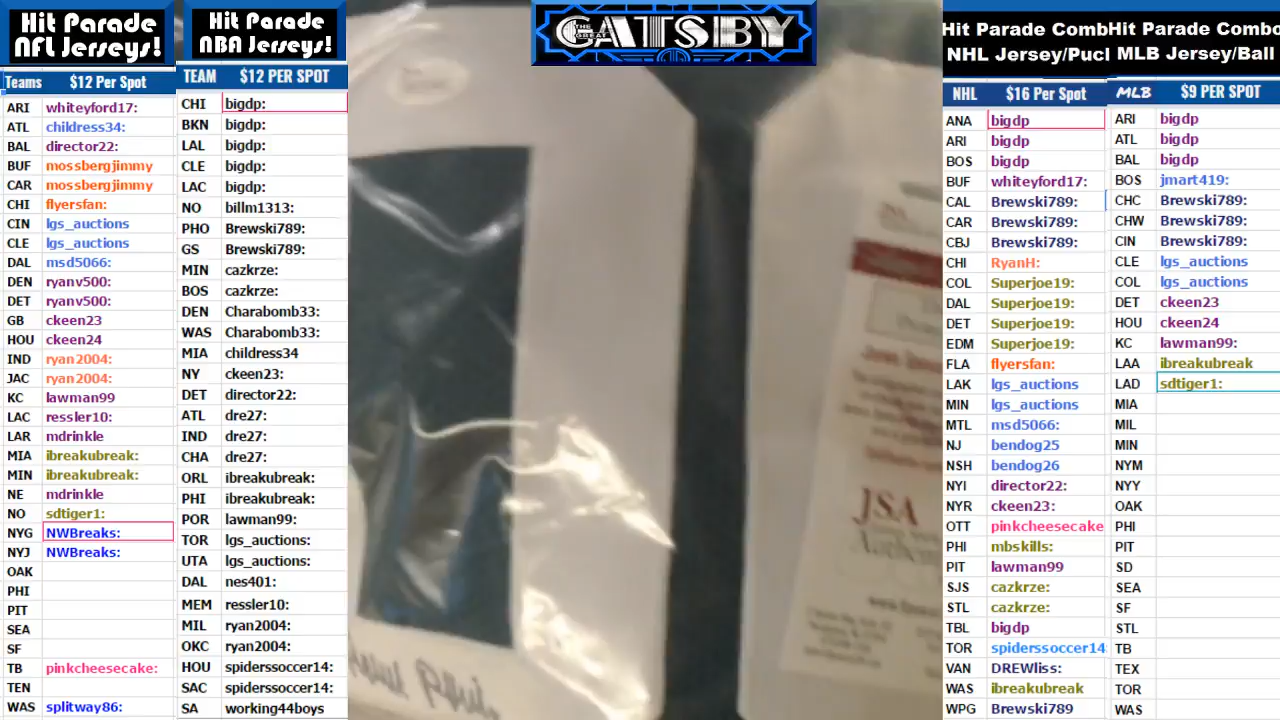 Hit Parade
NFL Jerseys!
Teams $12 Per Spot
ARI whiteyford17:
ATL childress34:
BAL director22:
BUF mossbergjimmy
CAR mossbergjimmy
CHI flyersfan:
CIN lgs_auctions
CLE lgs_auctions
DAL msd5066:
DEN ryanv500:
DET ryanv500:
GB ckeen23
HOU ckeen24
IND ryan2004:
JAC ryan2004:
KC lawman99
LAC ressler10:
LAR mdrinkle
MIA ibreakubreak:
MIN ibreakubreak:
NE mdrinkle
NO sdtiger1:
NYG NWBreaks:
NYJ NWBreaks:
OAK
PHI
PIT
SEA
SF
TB pinkcheesecake:
TEN
WAS splitway86:
Hit Parade
NBA Jerseys!
TEAM $12 PER SPOT
CHI bigdp:
BKN bigdp:
LAL bigdp:
CLE bigdp:
LAC bigdp:
NO billm1313:
PHO Brewski789:
GS Brewski789:
MIN cazkrze:
BOS cazkrze:
DEN Charabomb33:
WAS Charabomb33:
MIA childress34
NY ckeen23:
DET director22:
ATL dre27:
IND dre27:
CHA dre27:
ORL ibreakubreak:
PHI ibreakubreak:
POR lawman99:
TOR lgs_auctions:
UTA lgs_auctions:
DAL nes401:
MEM ressler10:
MIL ryan2004:
OKC ryan2004:
HOU spiderssoccer14:
SAC spiderssoccer14:
SA working44boys
THE GREAT
GATSBY
JSA
Hit Parade Comb
NHL Jersey/Pucl
NHL $16 Per Spot
ANA bigdp
ARI bigdp
BOS bigdp
BUF whiteyford17:
CAL Brewski789:
CAR Brewski789:
CBJ Brewski789:
CHI RyanH:
COL Superjoe19:
DAL Superjoe19:
DET Superjoe19:
EDM Superjoe19:
FLA flyersfan:
LAK lgs_auctions
MIN lgs_auctions
MTL msd5066:
NJ bendog25
NSH bendog26
NYI director22:
NYR ckeen23:
OTT pinkcheesecake
PHI mbskills:
PIT lawman99
SJS cazkrze:
STL cazkrze:
TBL bigdp
TOR spiderssoccer14:
VAN DREWliss:
WAS ibreakubreak
WPG Brewski789
Hit Parade Combo
MLB Jersey/Ball
MLB $9 PER SPOT
ARI bigdp
ATL bigdp
BAL bigdp
BOS jmart419:
CHC Brewski789:
CHW Brewski789:
CIN Brewski789:
CLE lgs_auctions
COL lgs_auctions
DET ckeen23
HOU ckeen24
KC lawman99:
LAA ibreakubreak
LAD sdtiger1:
MIA
MIL
MIN
NYM
NYY
OAK
PHI
PIT
SD
SEA
SF
STL
TB
TEX
TOR
WAS